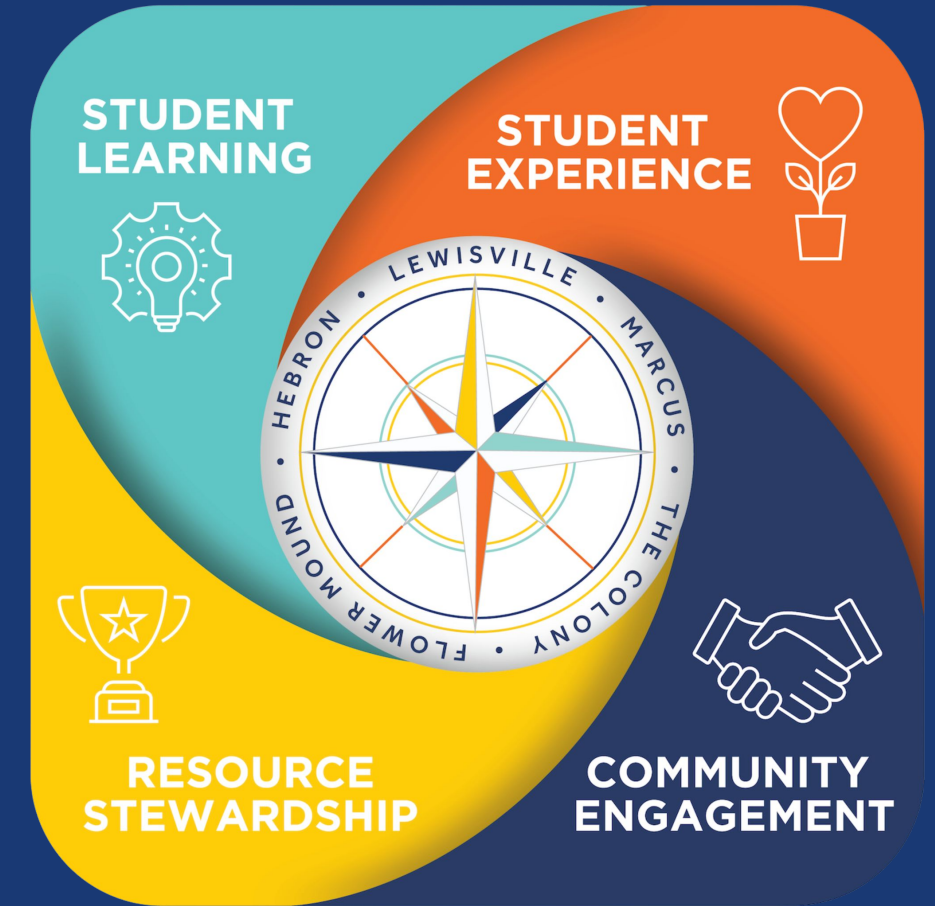 STUDENT
LEARNING
STUDENT
EXPERIENCE
LEWISVILLE • MARCUS • THE COLONY • FLOWER MOUND • HEBRON •
RESOURCE
STEWARDSHIP
COMMUNITY
ENGAGEMENT